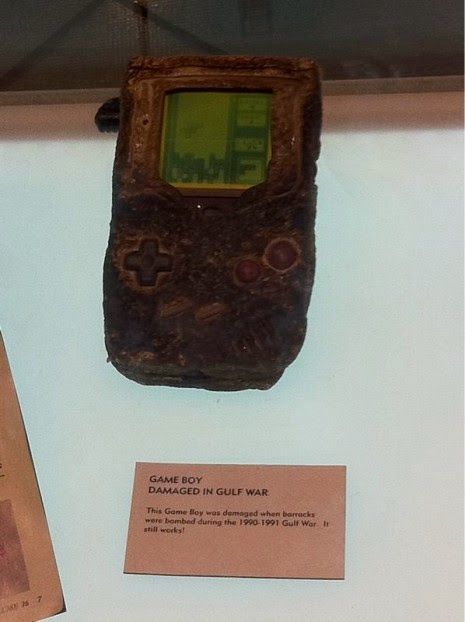 GAME BOY
DAMAGED IN GULF WAR
This Game Boy was damaged when barracks
were bombed during the 1990-1991 Gulf War. It
still works!
7